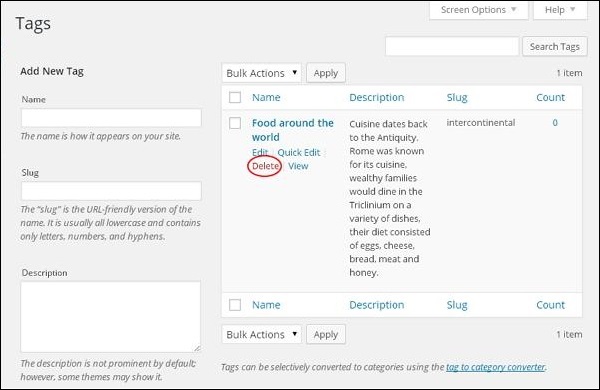 Screen Options ▼ Help ▼
Tags
Search Tags
Add New Tag
Name
The name is how it appears on your site.
Slug
The “slug” is the URL-friendly version of the
name. It is usually all lowercase and contains
only letters, numbers, and hyphens.
Description
The description is not prominent by default;
however, some themes may show it.
Bulk Actions ▼ Apply 1 item
Name Description Slug Count
Food around the
world
Edit | Quick Edit |
Delete | View
Cuisine dates back
to the Antiquity.
Rome was known
for its cuisine,
wealthy families
would dine in the
Triclinium on a
variety of dishes,
their diet consisted
of eggs, cheese,
bread, meat and
honey.
intercontinental
0
Name Description Slug Count
Bulk Actions ▼ Apply 1 item
Tags can be selectively converted to categories using the tag to category converter.